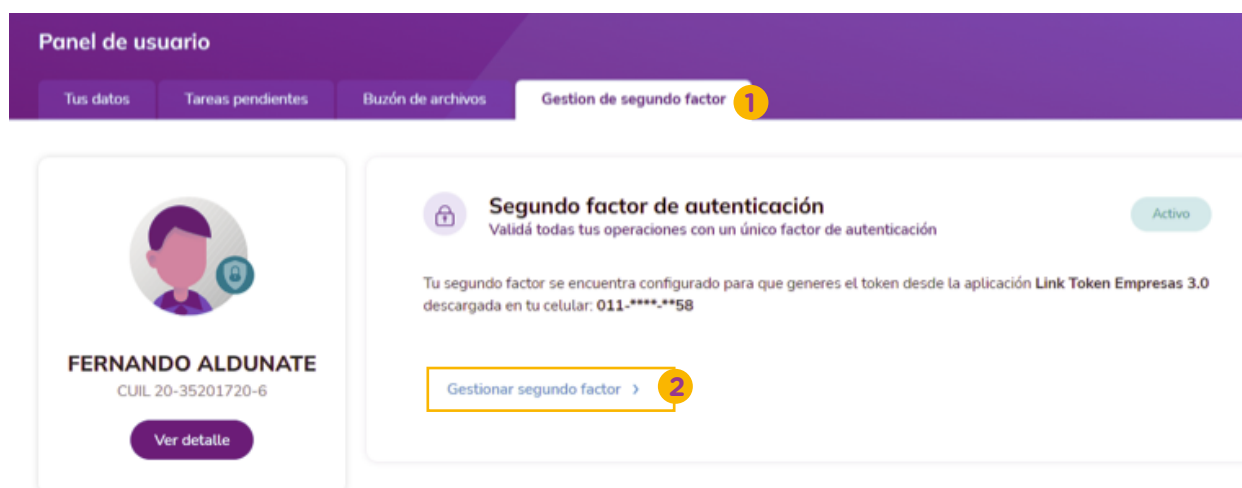 Panel de usuario
Tus datos
Tareas pendientes
Buzón de archivos
Gestion de segundo factor
1
Segundo factor de autenticación
Validá todas tus operaciones con un único factor de autenticación
Activo
Tu segundo factor se encuentra configurado para que generes el token desde la aplicación Link Token Empresas 3.0
descargada en tu celular: 011-****-**58
Gestionar segundo factor >
2
FERNANDO ALDUNATE
CUIL 20-35201720-6
Ver detalle